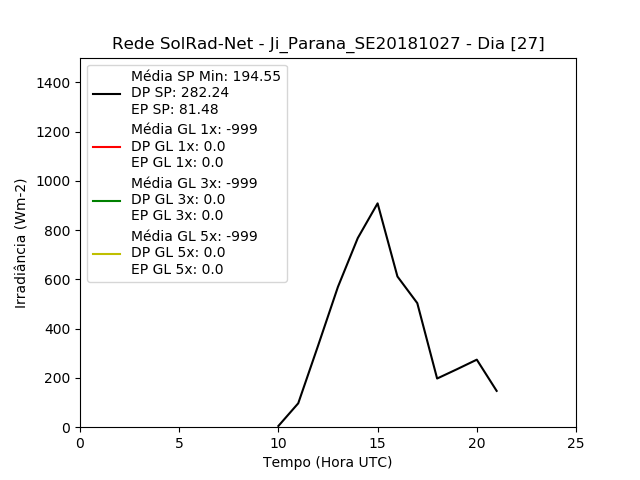 Rede SolRad-Net - Ji_Parana_SE20181027 - Dia [27]
Média SP Min: 194.55
DP SP: 282.24
EP SP: 81.48
Média GL 1x: -999
DP GL 1x: 0.0
EP GL 1x: 0.0
Média GL 3x: -999
DP GL 3x: 0.0
EP GL 3x: 0.0
Média GL 5x: -999
DP GL 5x: 0.0
EP GL 5x: 0.0
Irradiância (Wm-2)
1400
1200
1000
800
600
400
200
0
0 5 10 15 20 25
Tempo (Hora UTC)